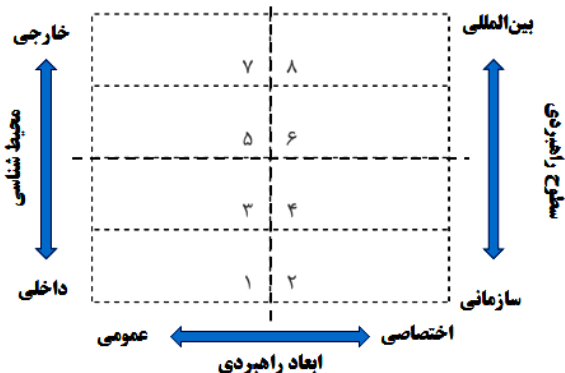 خارجی
بین‌المللی
۷ ۸
محیط شناسی
سطوح راهبردی
۵ ۶
۳ ۴
۱ ۲
داخلی
سازمانی
عمومی
اختصاصی
ابعاد راهبردی